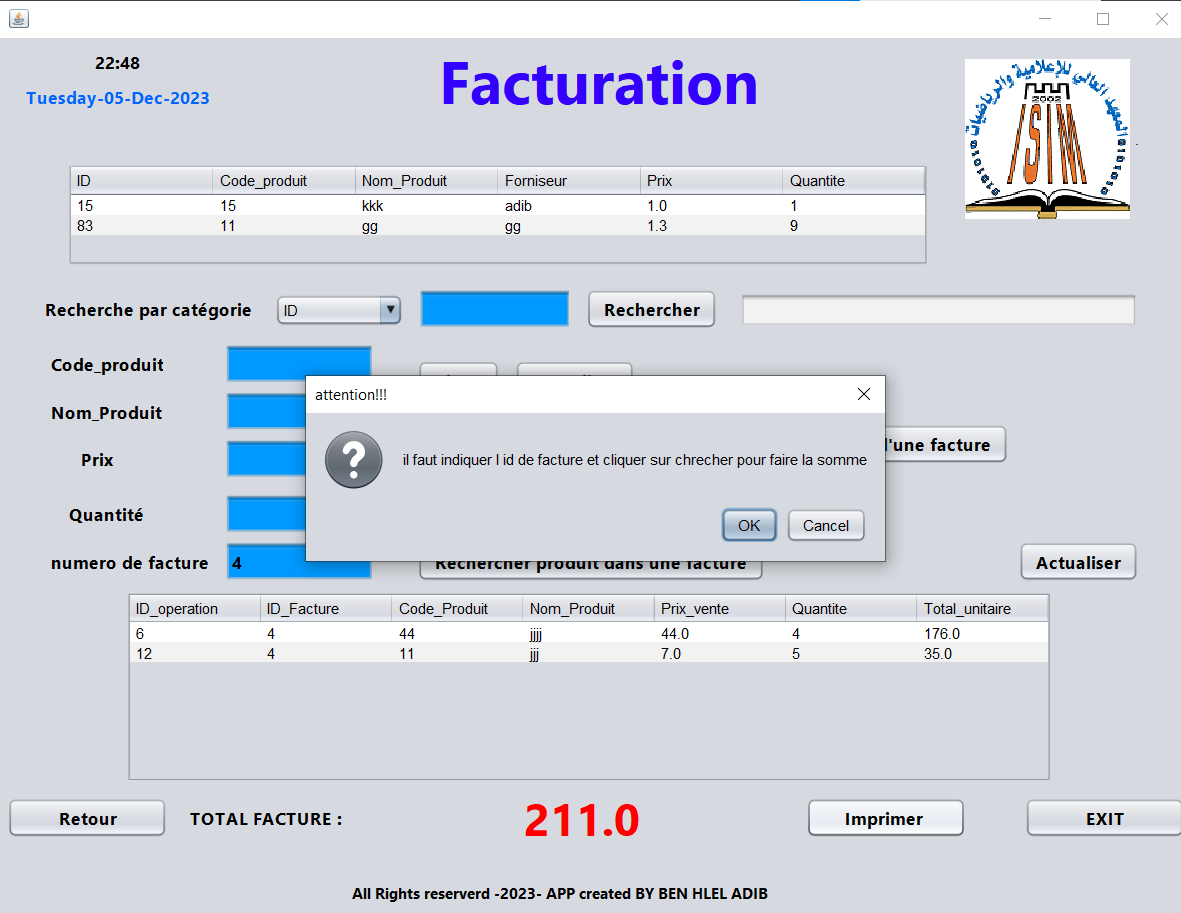 22:48
Tuesday-05-Dec-2023
Facturation
المعهد العالي للإعلامية والرياضيات
2002
ISIM
ID Code_produit Nom_Produit Forniseur Prix Quantite
15 15 kkk adib 1.0 1
83 11 gg gg 1.3 9
Recherche par catégorie ID Rechercher
Code_produit
attention!!!
Nom_Produit
d'une facture
Prix
il faut indiquer l id de facture et cliquer sur chrecher pour faire la somme
Quantité
OK Cancel
numero de facture 4 Rechercher produit dans une facture Actualiser
ID_operation ID_Facture Code_Produit Nom_Produit Prix_vente Quantite Total_unitaire
6 4 44 jjjj 44.0 4 176.0
12 4 11 jjj 7.0 5 35.0
Retour TOTAL FACTURE : 211.0 Imprimer EXIT
All Rights reserverd -2023- APP created BY BEN HLEL ADIB